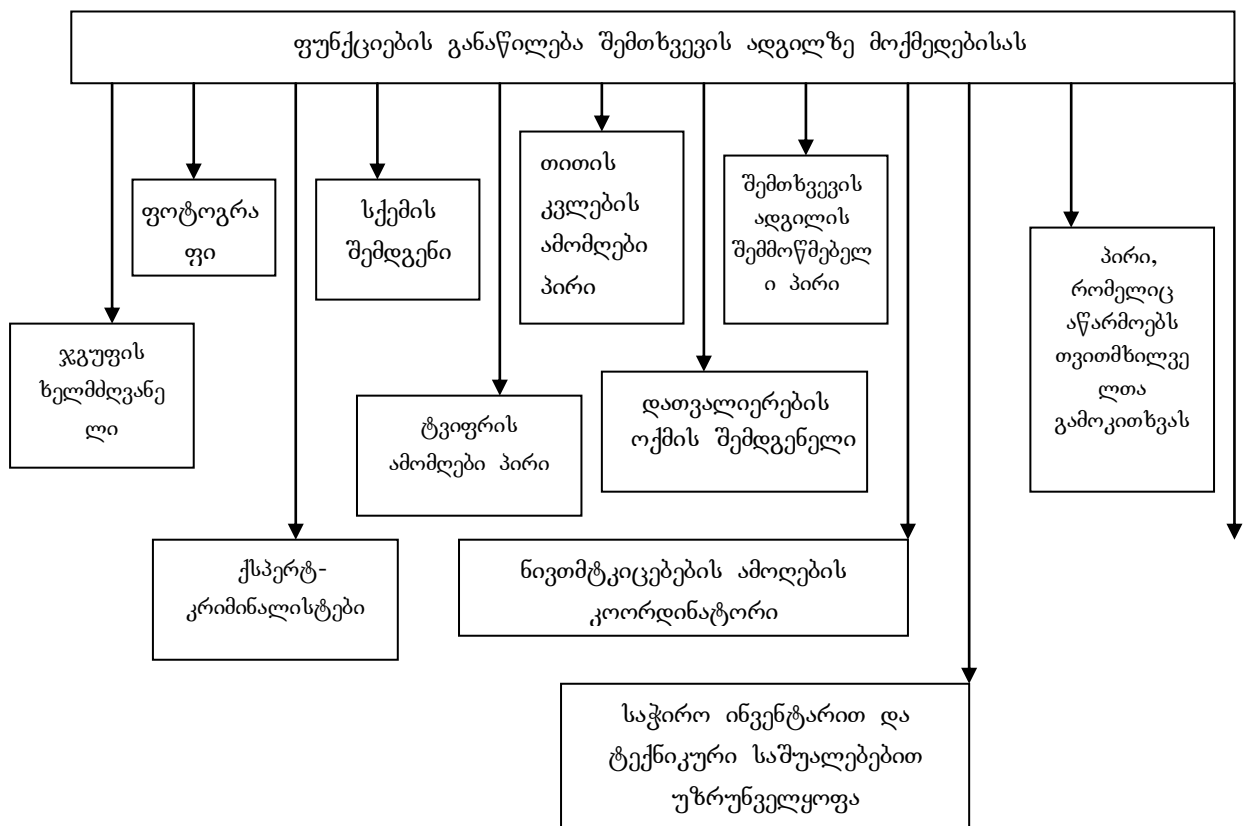 ფუნქციების განაწილება შემთხვევის ადგილზე მოქმედებისას
ფოტოგრა
ფი
სქემის
შემდგენი
თითის
კვლების
ამომღები
პირი
შემთხვევის
ადგილის
შემმოწმებელ
ი პირი
პირი,
რომელიც
აწარმოებს
თვითმხილვე
ლთა
გამოკითხვას
ჯგუფის
ხელმძღვანე
ლი
ტვიფრის
ამომღები პირი
დათვალიერების
ოქმის შემდგენელი
ქსპერტ-
კრიმინალისტები
ნივთმტკიცებების ამოღების
კოორდინატორი
საჭირო ინვენტარით და
ტექნიკური საშუალებებით
უზრუნველყოფა